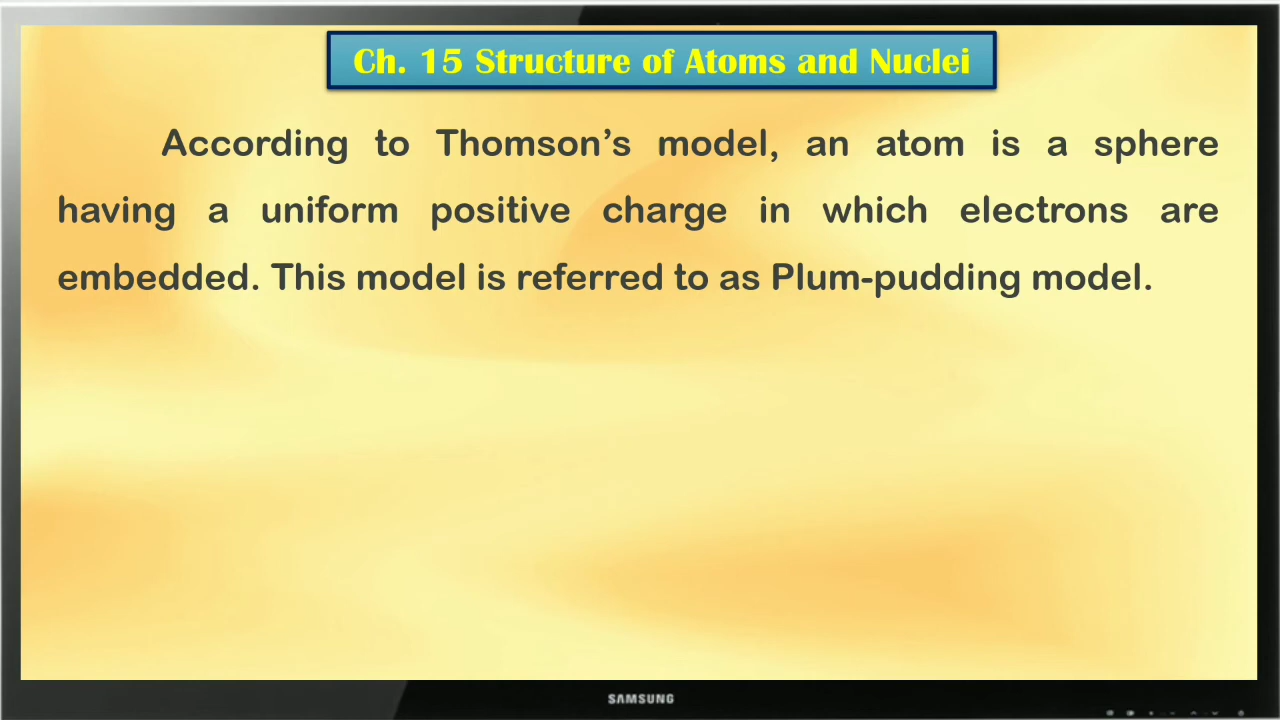 Ch. 15 Structure of Atoms and Nuclei
According to Thomson’s model, an atom is a sphere
having a uniform positive charge in which electrons are
embedded. This model is referred to as Plum-pudding model.
SAMSUNG